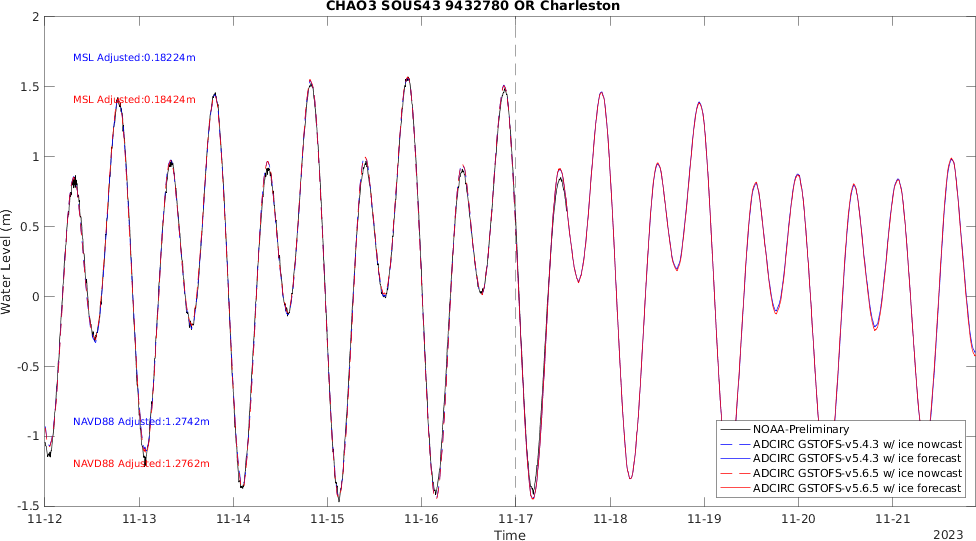 CHAO3 SOUS43 9432780 OR Charleston
2
1.5
1
0.5
0
-0.5
-1
-1.5
Water Level (m)
MSL Adjusted:0.18224m
MSL Adjusted:0.18424m
NAVD88 Adjusted:1.2742m
NAVD88 Adjusted:1.2762m
NOAA-Preliminary
ADCIRC GSTOFS-v5.4.3 w/ ice nowcast
ADCIRC GSTOFS-v5.4.3 w/ ice forecast
ADCIRC GSTOFS-v5.6.5 w/ ice nowcast
ADCIRC GSTOFS-v5.6.5 w/ ice forecast
11-12 11-13 11-14 11-15 11-16 11-17 11-18 11-19 11-20 11-21
Time
2023